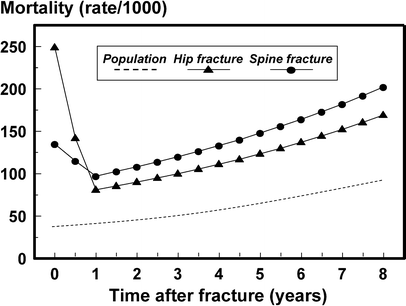 Mortality (rate/1000)
250
200
150
100
50
0
Population Hip fracture Spine fracture
0 1 2 3 4 5 6 7 8
Time after fracture (years)